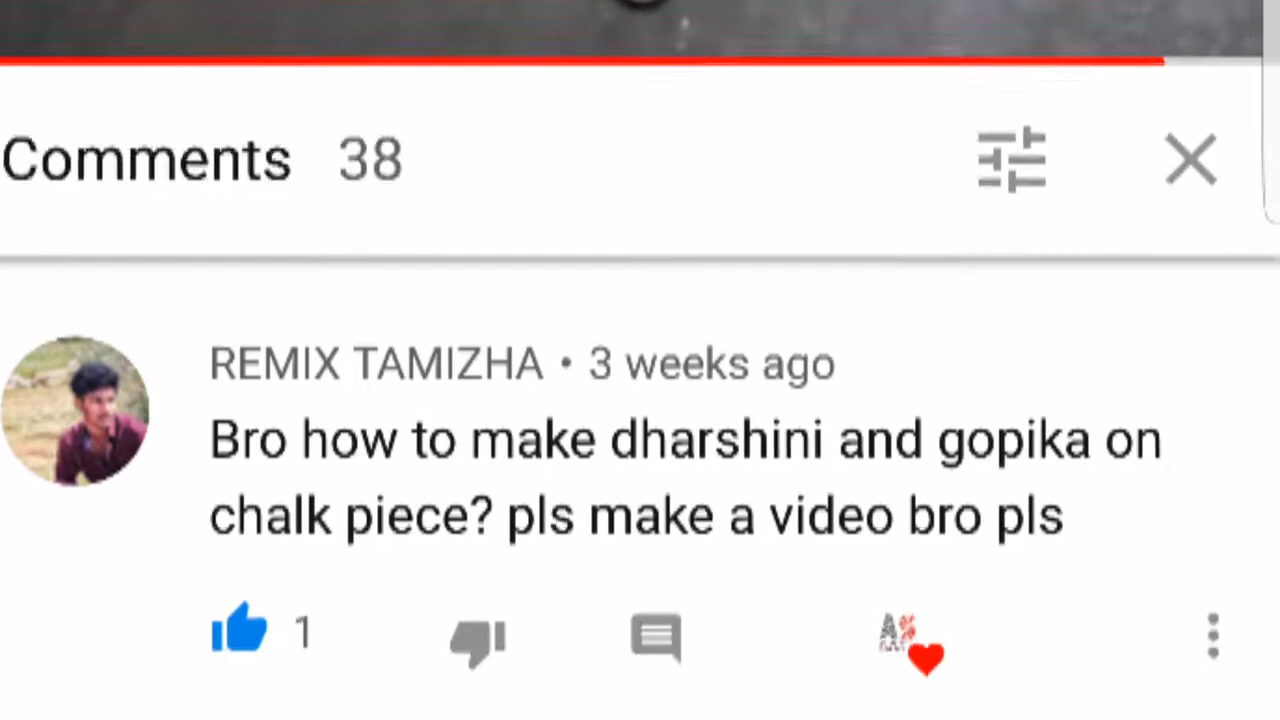 Comments 38
REMIX TAMIZHA • 3 weeks ago
Bro how to make dharshini and gopika on
chalk piece? pls make a video bro pls
1